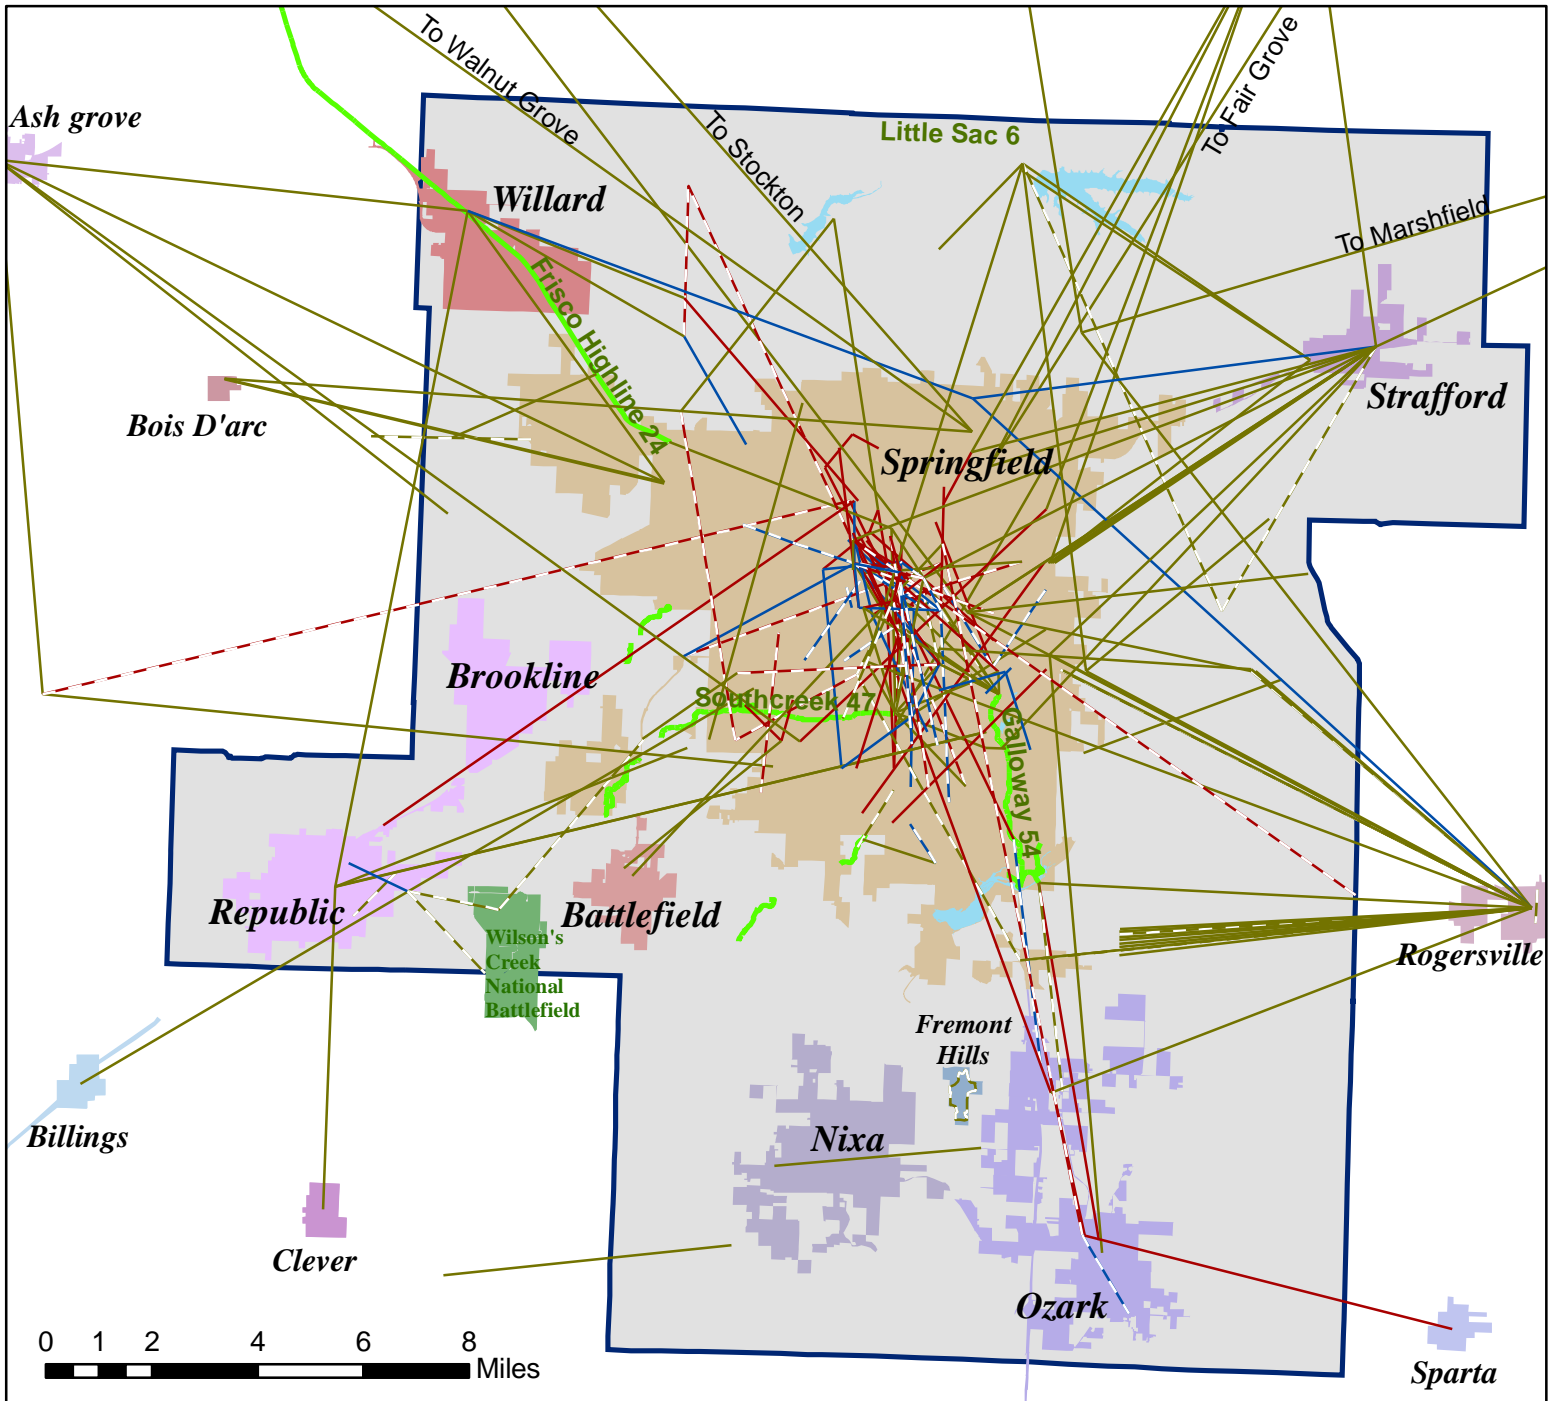 To Walnut Grove
To Stockton
Little Sac 6
To Fair Grove
Ash grove
Willard
To Marshfield
Frisco Highline 24
Bois D'arc
Strafford
Springfield
Brookline
Southcreek 47
Galloway 54
Republic
Battlefield
Wilson's
Creek
National
Battlefield
Rogersville
Fremont
Hills
Billings
Nixa
Clever
Ozark
0 1 2 4 6 8
Miles
Sparta